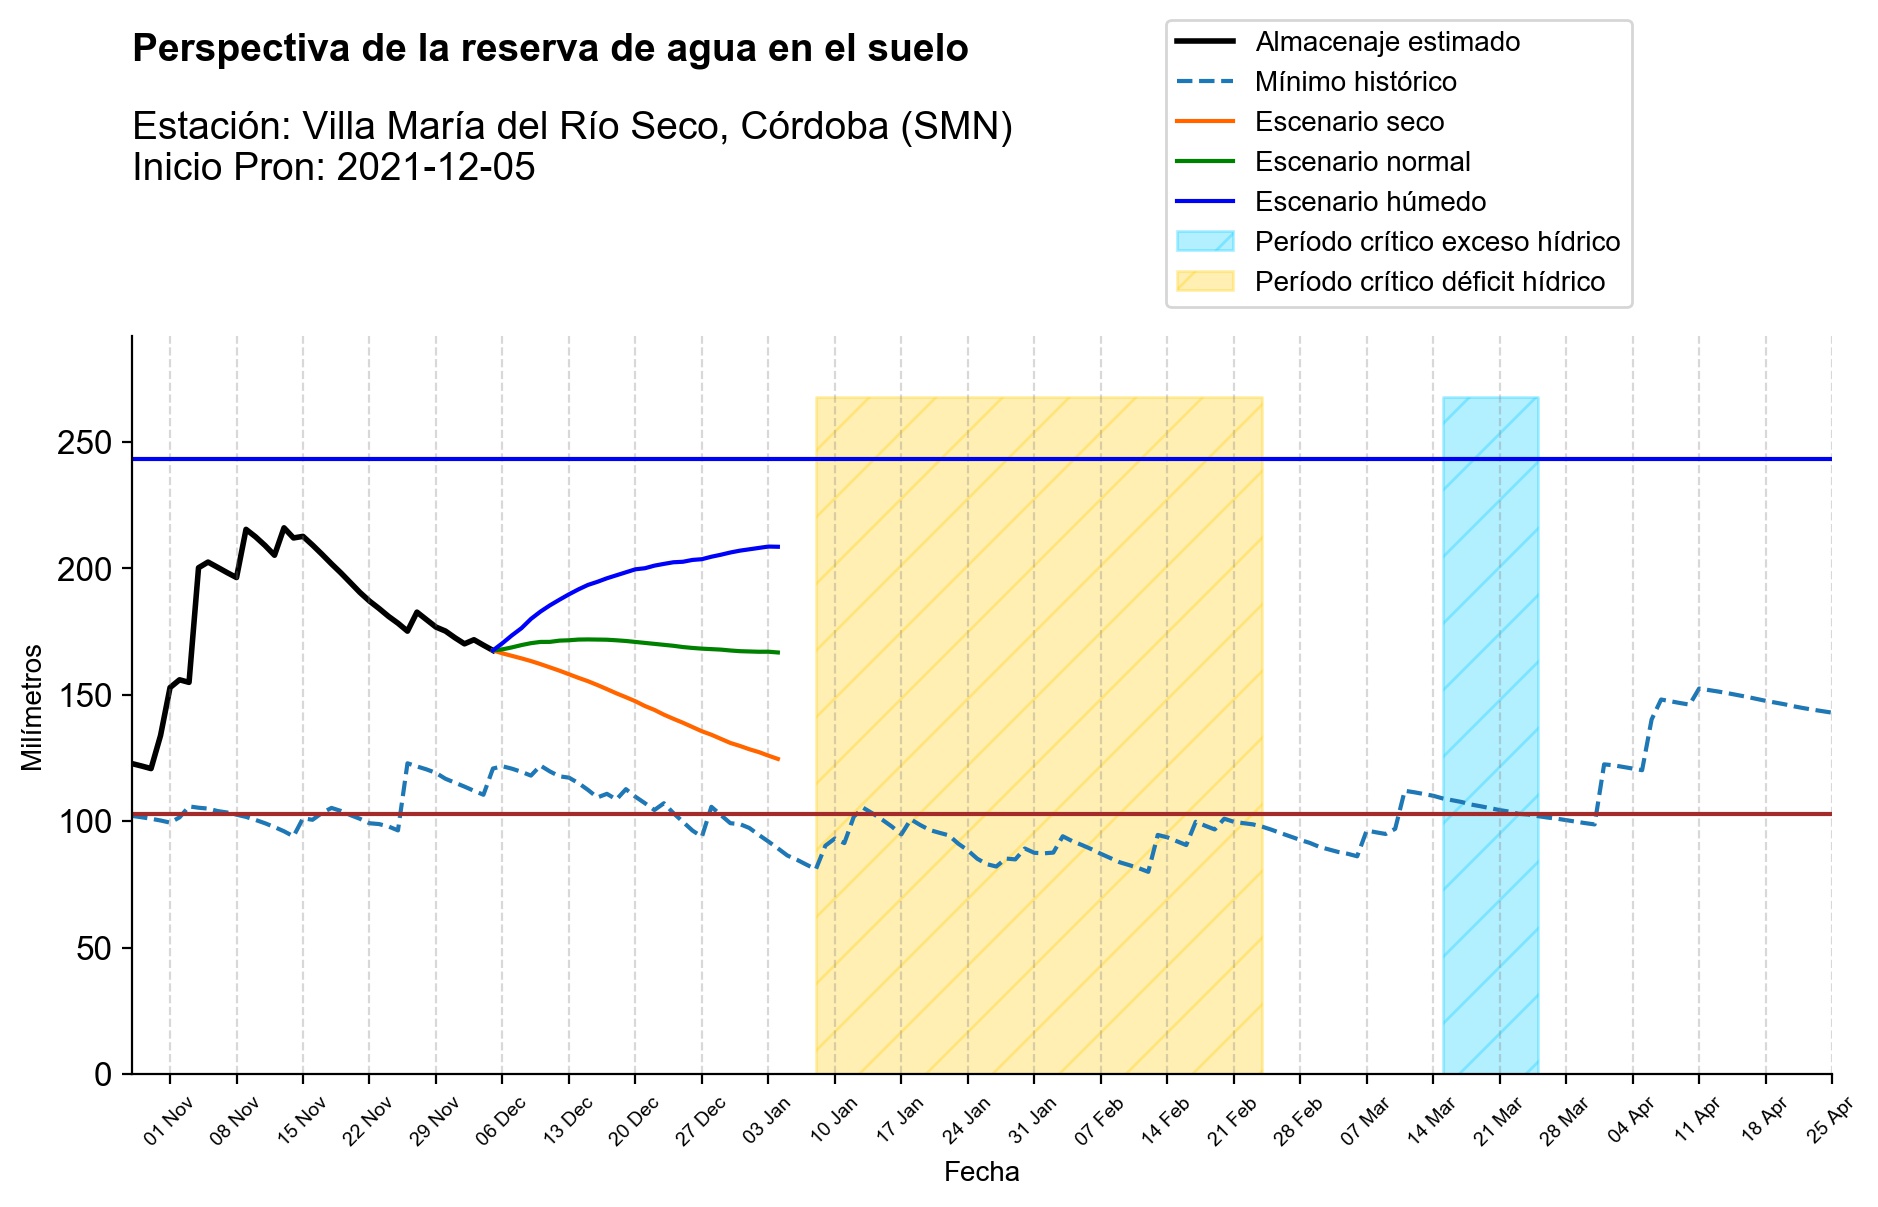 Perspectiva de la reserva de agua en el suelo
Estación: Villa María del Río Seco, Córdoba (SMN)
Inicio Pron: 2021-12-05
Almacenaje estimado
Mínimo histórico
Escenario seco
Escenario normal
Escenario húmedo
Período crítico exceso hídrico
Período crítico déficit hídrico
Milímetros
250
200
150
100
50
0
01 Nov
08 Nov
15 Nov
22 Nov
29 Nov
06 Dec
13 Dec
20 Dec
27 Dec
03 Jan
10 Jan
17 Jan
24 Jan
31 Jan
07 Feb
14 Feb
21 Feb
28 Feb
07 Mar
14 Mar
21 Mar
28 Mar
04 Apr
11 Apr
18 Apr
25 Apr
Fecha